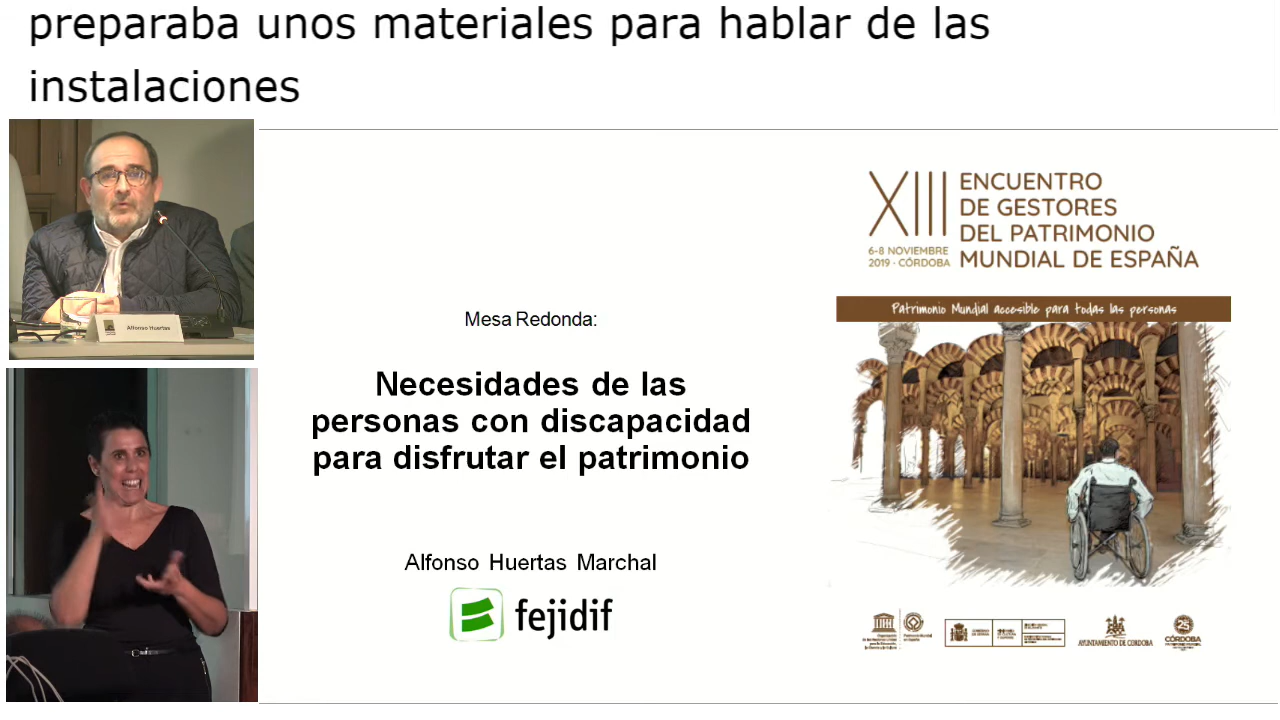 preparaba unos materiales para hablar de las
instalaciones
Alfonso Huertas
Mesa Redonda:
Necesidades de las
personas con discapacidad
para disfrutar el patrimonio
Alfonso Huertas Marchal
fejidif
XIII ENCUENTRO
DE GESTORES
DEL PATRIMONIO
MUNDIAL DE ESPAÑA
6-8 NOVIEMBRE
2019 · CÓRDOBA
Patrimonio Mundial accesible para todas las personas
AYUNTAMIENTO DE CÓRDOBA
CÓRDOBA